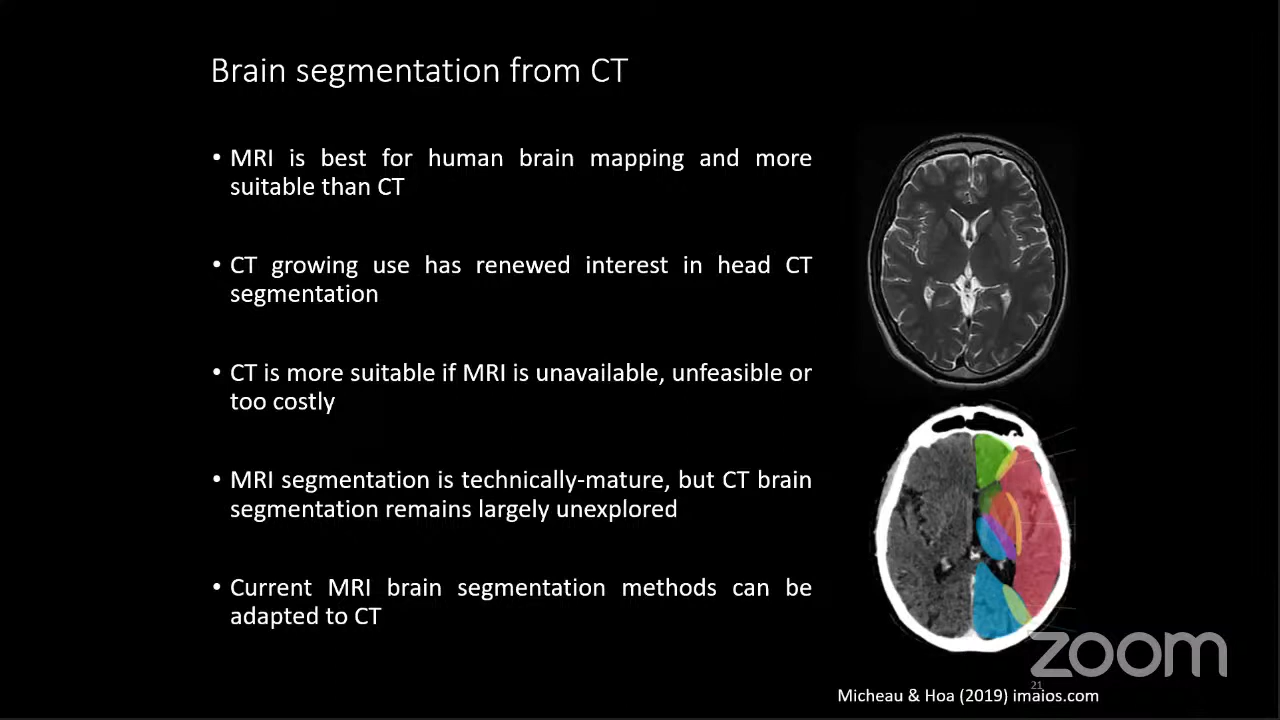 Brain segmentation from CT
• MRI is best for human brain mapping and more
suitable than CT
• CT growing use has renewed interest in head CT
segmentation
• CT is more suitable if MRI is unavailable, unfeasible or
too costly
• MRI segmentation is technically-mature, but CT brain
segmentation remains largely unexplored
• Current MRI brain segmentation methods can be
adapted to CT
zoom
21
Micheau & Hoa (2019) imaios.com